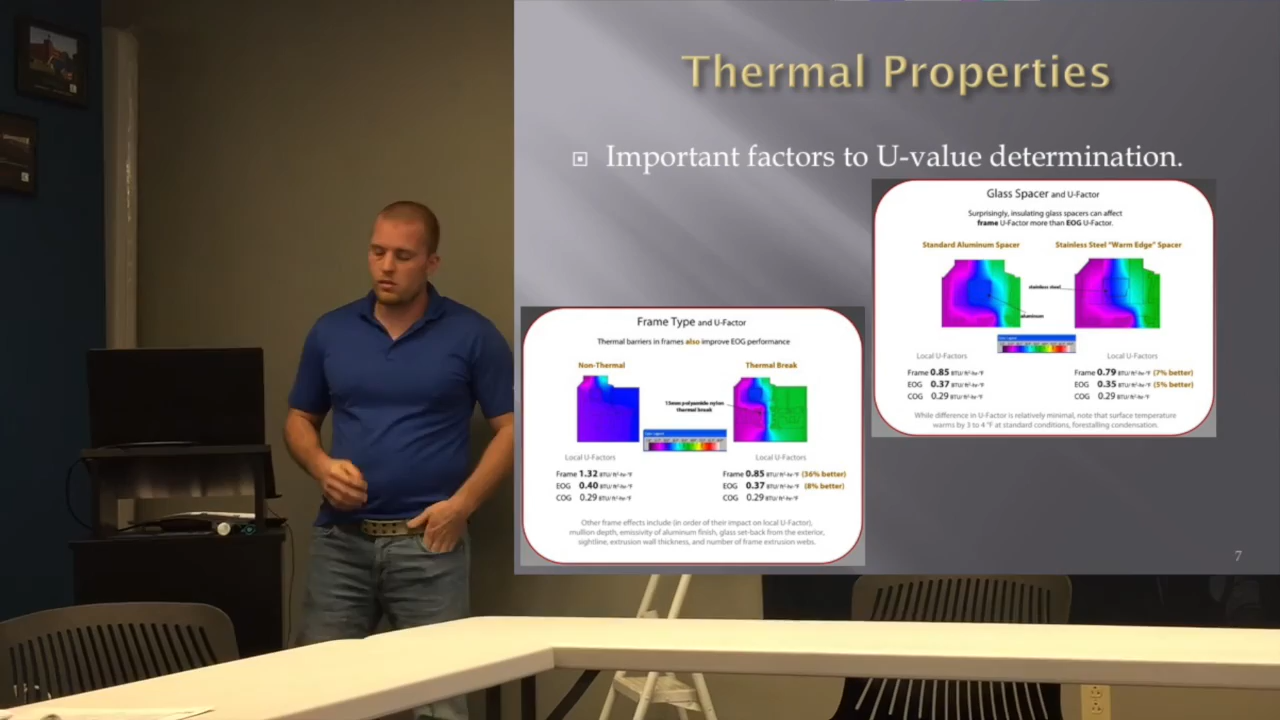 Thermal Properties
Important factors to U-value determination.
Glass Spacer and U-Factor
Surprisingly, insulating glass spacers can affect
frame U-Factor more than EOG U-Factor.
Standard Aluminum Spacer
Stainless Steel "Warm Edge" Spacer
stainless steel
aluminum
Local U-Factors
Frame 0.85 BTU/ft²·hr·°F
EOG 0.37 BTU/ft²·hr·°F
COG 0.29 BTU/ft²·hr·°F
Local U-Factors
Frame 0.79 BTU/ft²·hr·°F (7% better)
EOG 0.35 BTU/ft²·hr·°F (5% better)
COG 0.29 BTU/ft²·hr·°F
While difference in U-Factor is relatively minimal, note that surface temperature
warms by 3 to 4 °F at standard conditions, forestalling condensation.
Frame Type and U-Factor
Thermal barriers in frames also improve EOG performance
Non-Thermal
Thermal Break
15mm polyamide nylon
thermal break
Local U-Factors
Frame 1.32 BTU/ft²·hr·°F
EOG 0.40 BTU/ft²·hr·°F
COG 0.29 BTU/ft²·hr·°F
Local U-Factors
Frame 0.85 BTU/ft²·hr·°F (36% better)
EOG 0.37 BTU/ft²·hr·°F (8% better)
COG 0.29 BTU/ft²·hr·°F
Other frame effects include (in order of their impact on local U-Factor),
mullion depth, emissivity of aluminum finish, glass set-back from the exterior,
sightline, extrusion wall thickness, and number of frame extrusion webs.
7